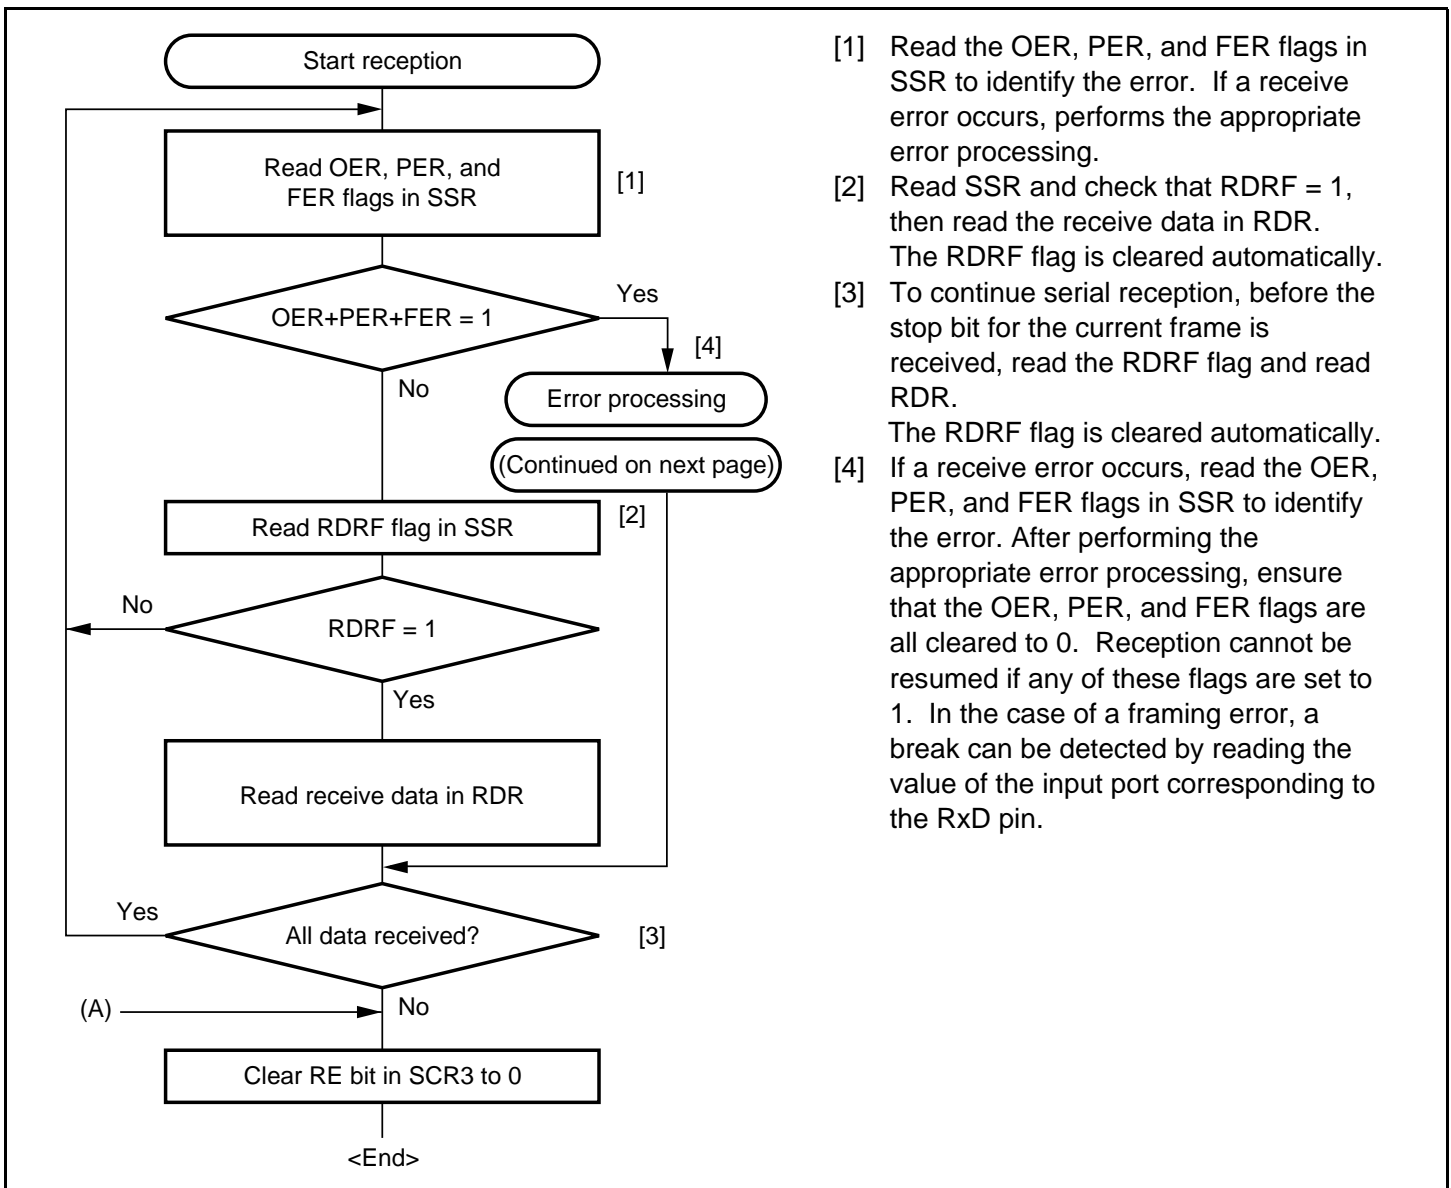 Start reception
Read OER, PER, and
FER flags in SSR
[1]
OER+PER+FER = 1
Yes
[4]
No
Error processing
(Continued on next page)
Read RDRF flag in SSR
[2]
No
RDRF = 1
Yes
Read receive data in RDR
Yes
All data received?
[3]
(A)
No
Clear RE bit in SCR3 to 0
<End>
[1] Read the OER, PER, and FER flags in
SSR to identify the error. If a receive
error occurs, performs the appropriate
error processing.
[2] Read SSR and check that RDRF = 1,
then read the receive data in RDR.
The RDRF flag is cleared automatically.
[3] To continue serial reception, before the
stop bit for the current frame is
received, read the RDRF flag and read
RDR.
The RDRF flag is cleared automatically.
[4] If a receive error occurs, read the OER,
PER, and FER flags in SSR to identify
the error. After performing the
appropriate error processing, ensure
that the OER, PER, and FER flags are
all cleared to 0. Reception cannot be
resumed if any of these flags are set to
1. In the case of a framing error, a
break can be detected by reading the
value of the input port corresponding to
the RxD pin.